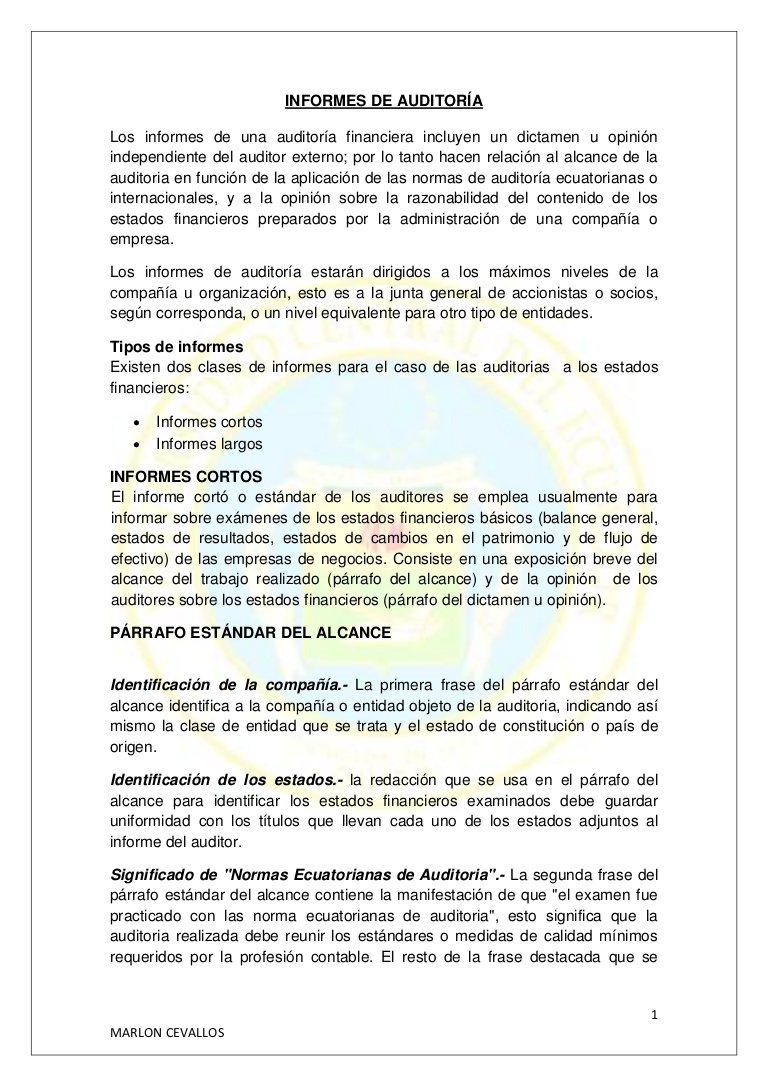 INFORMES DE AUDITORÍA
Los informes de una auditoría financiera incluyen un dictamen u opinión
independiente del auditor externo; por lo tanto hacen relación al alcance de la
auditoria en función de la aplicación de las normas de auditoría ecuatorianas o
internacionales, y a la opinión sobre la razonabilidad del contenido de los
estados financieros preparados por la administración de una compañía o
empresa.
Los informes de auditoría estarán dirigidos a los máximos niveles de la
compañía u organización, esto es a la junta general de accionistas o socios,
según corresponda, o un nivel equivalente para otro tipo de entidades.
Tipos de informes
Existen dos clases de informes para el caso de las auditorias a los estados
financieros:
• Informes cortos
• Informes largos
INFORMES CORTOS
El informe cortó o estándar de los auditores se emplea usualmente para
informar sobre exámenes de los estados financieros básicos (balance general,
estados de resultados, estados de cambios en el patrimonio y de flujo de
efectivo) de las empresas de negocios. Consiste en una exposición breve del
alcance del trabajo realizado (párrafo del alcance) y de la opinión de los
auditores sobre los estados financieros (párrafo del dictamen u opinión).
PÁRRAFO ESTÁNDAR DEL ALCANCE
Identificación de la compañía.- La primera frase del párrafo estándar del
alcance identifica a la compañía o entidad objeto de la auditoria, indicando así
mismo la clase de entidad que se trata y el estado de constitución o país de
origen.
Identificación de los estados.- la redacción que se usa en el párrafo del
alcance para identificar los estados financieros examinados debe guardar
uniformidad con los títulos que llevan cada uno de los estados adjuntos al
informe del auditor.
Significado de "Normas Ecuatorianas de Auditoria".- La segunda frase del
párrafo estándar del alcance contiene la manifestación de que "el examen fue
practicado con las norma ecuatorianas de auditoria", esto significa que la
auditoria realizada debe reunir los estándares o medidas de calidad mínimos
requeridos por la profesión contable. El resto de la frase destacada que se
1
MARLON CEVALLOS